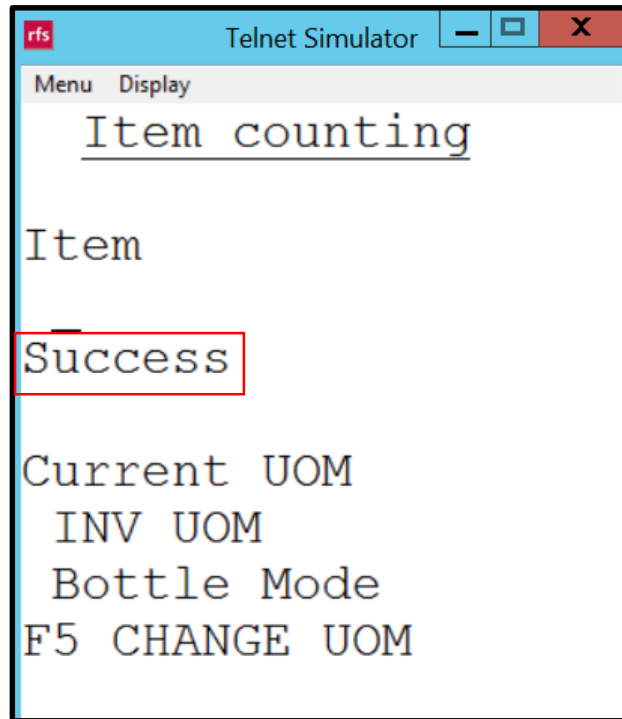 rfs Telnet Simulator X
Menu Display
Item counting
Item
Success
Current UOM
INV UOM
Bottle Mode
F5 CHANGE UOM